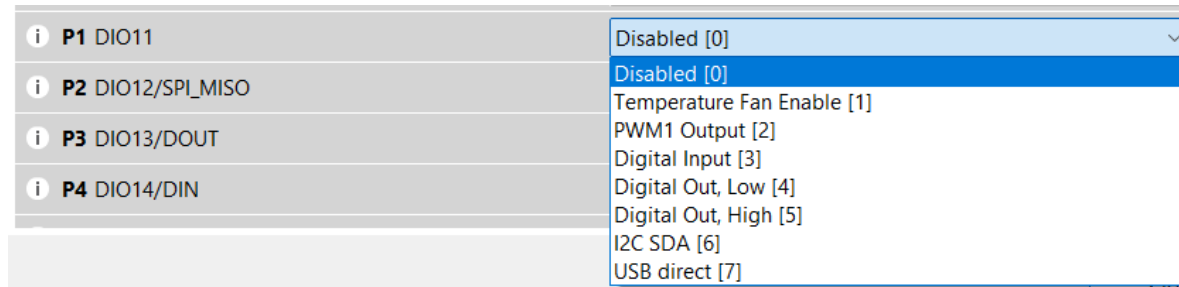 P1 DIO11
Disabled [0]
Disabled [0]
P2 DIO12/SPI_MISO
Temperature Fan Enable [1]
PWM1 Output [2]
P3 DIO13/DOUT
Digital Input [3]
P4 DIO14/DIN
Digital Out, Low [4]
Digital Out, High [5]
I2C SDA [6]
USB direct [7]